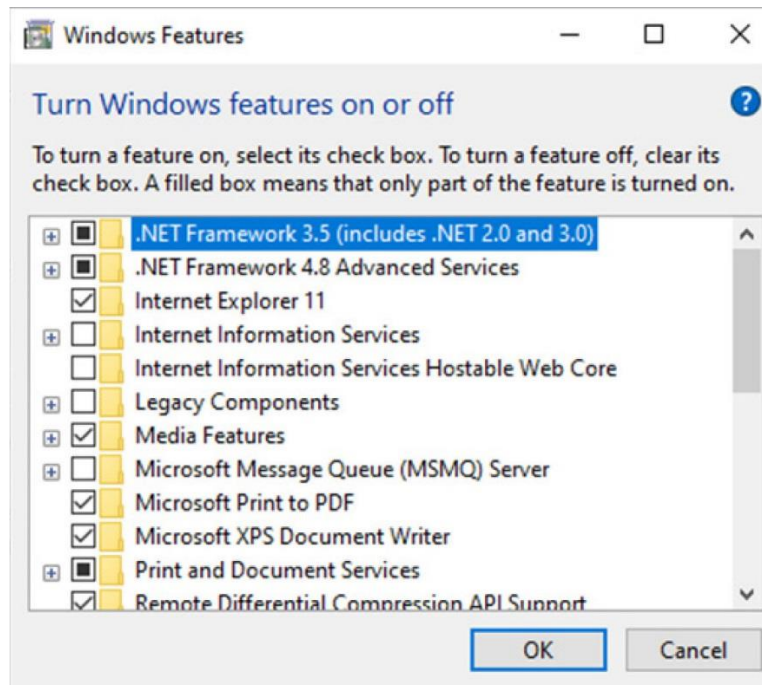 Windows Features
Turn Windows features on or off
?
To turn a feature on, select its check box. To turn a feature off, clear its
check box. A filled box means that only part of the feature is turned on.
.NET Framework 3.5 (includes .NET 2.0 and 3.0)
.NET Framework 4.8 Advanced Services
Internet Explorer 11
Internet Information Services
Internet Information Services Hostable Web Core
Legacy Components
Media Features
Microsoft Message Queue (MSMQ) Server
Microsoft Print to PDF
Microsoft XPS Document Writer
Print and Document Services
Remote Differential Compression API Support
OK
Cancel